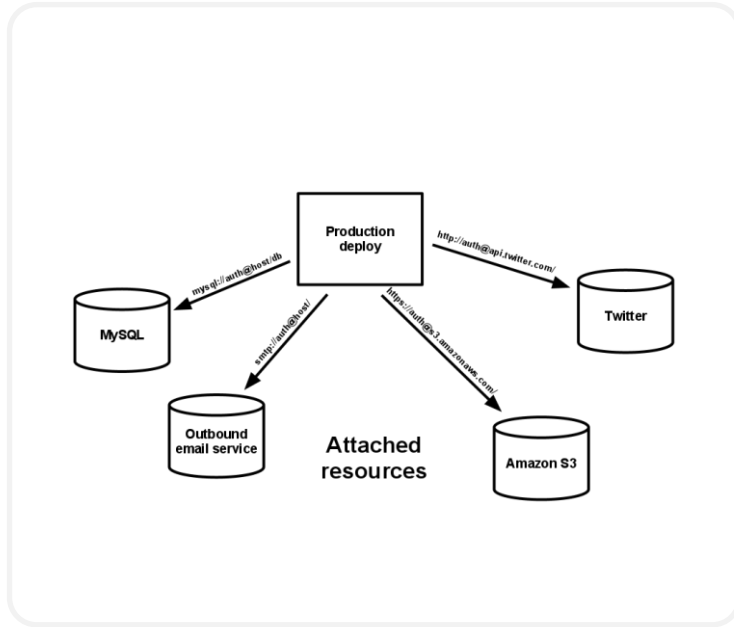 Production
deploy
mysql://auth@host/db
http://auth@api.twitter.com/
smtp://auth@host/
https://auth@s3.amazonaws.com/
MySQL
Twitter
Outbound
email service
Attached
resources
Amazon S3